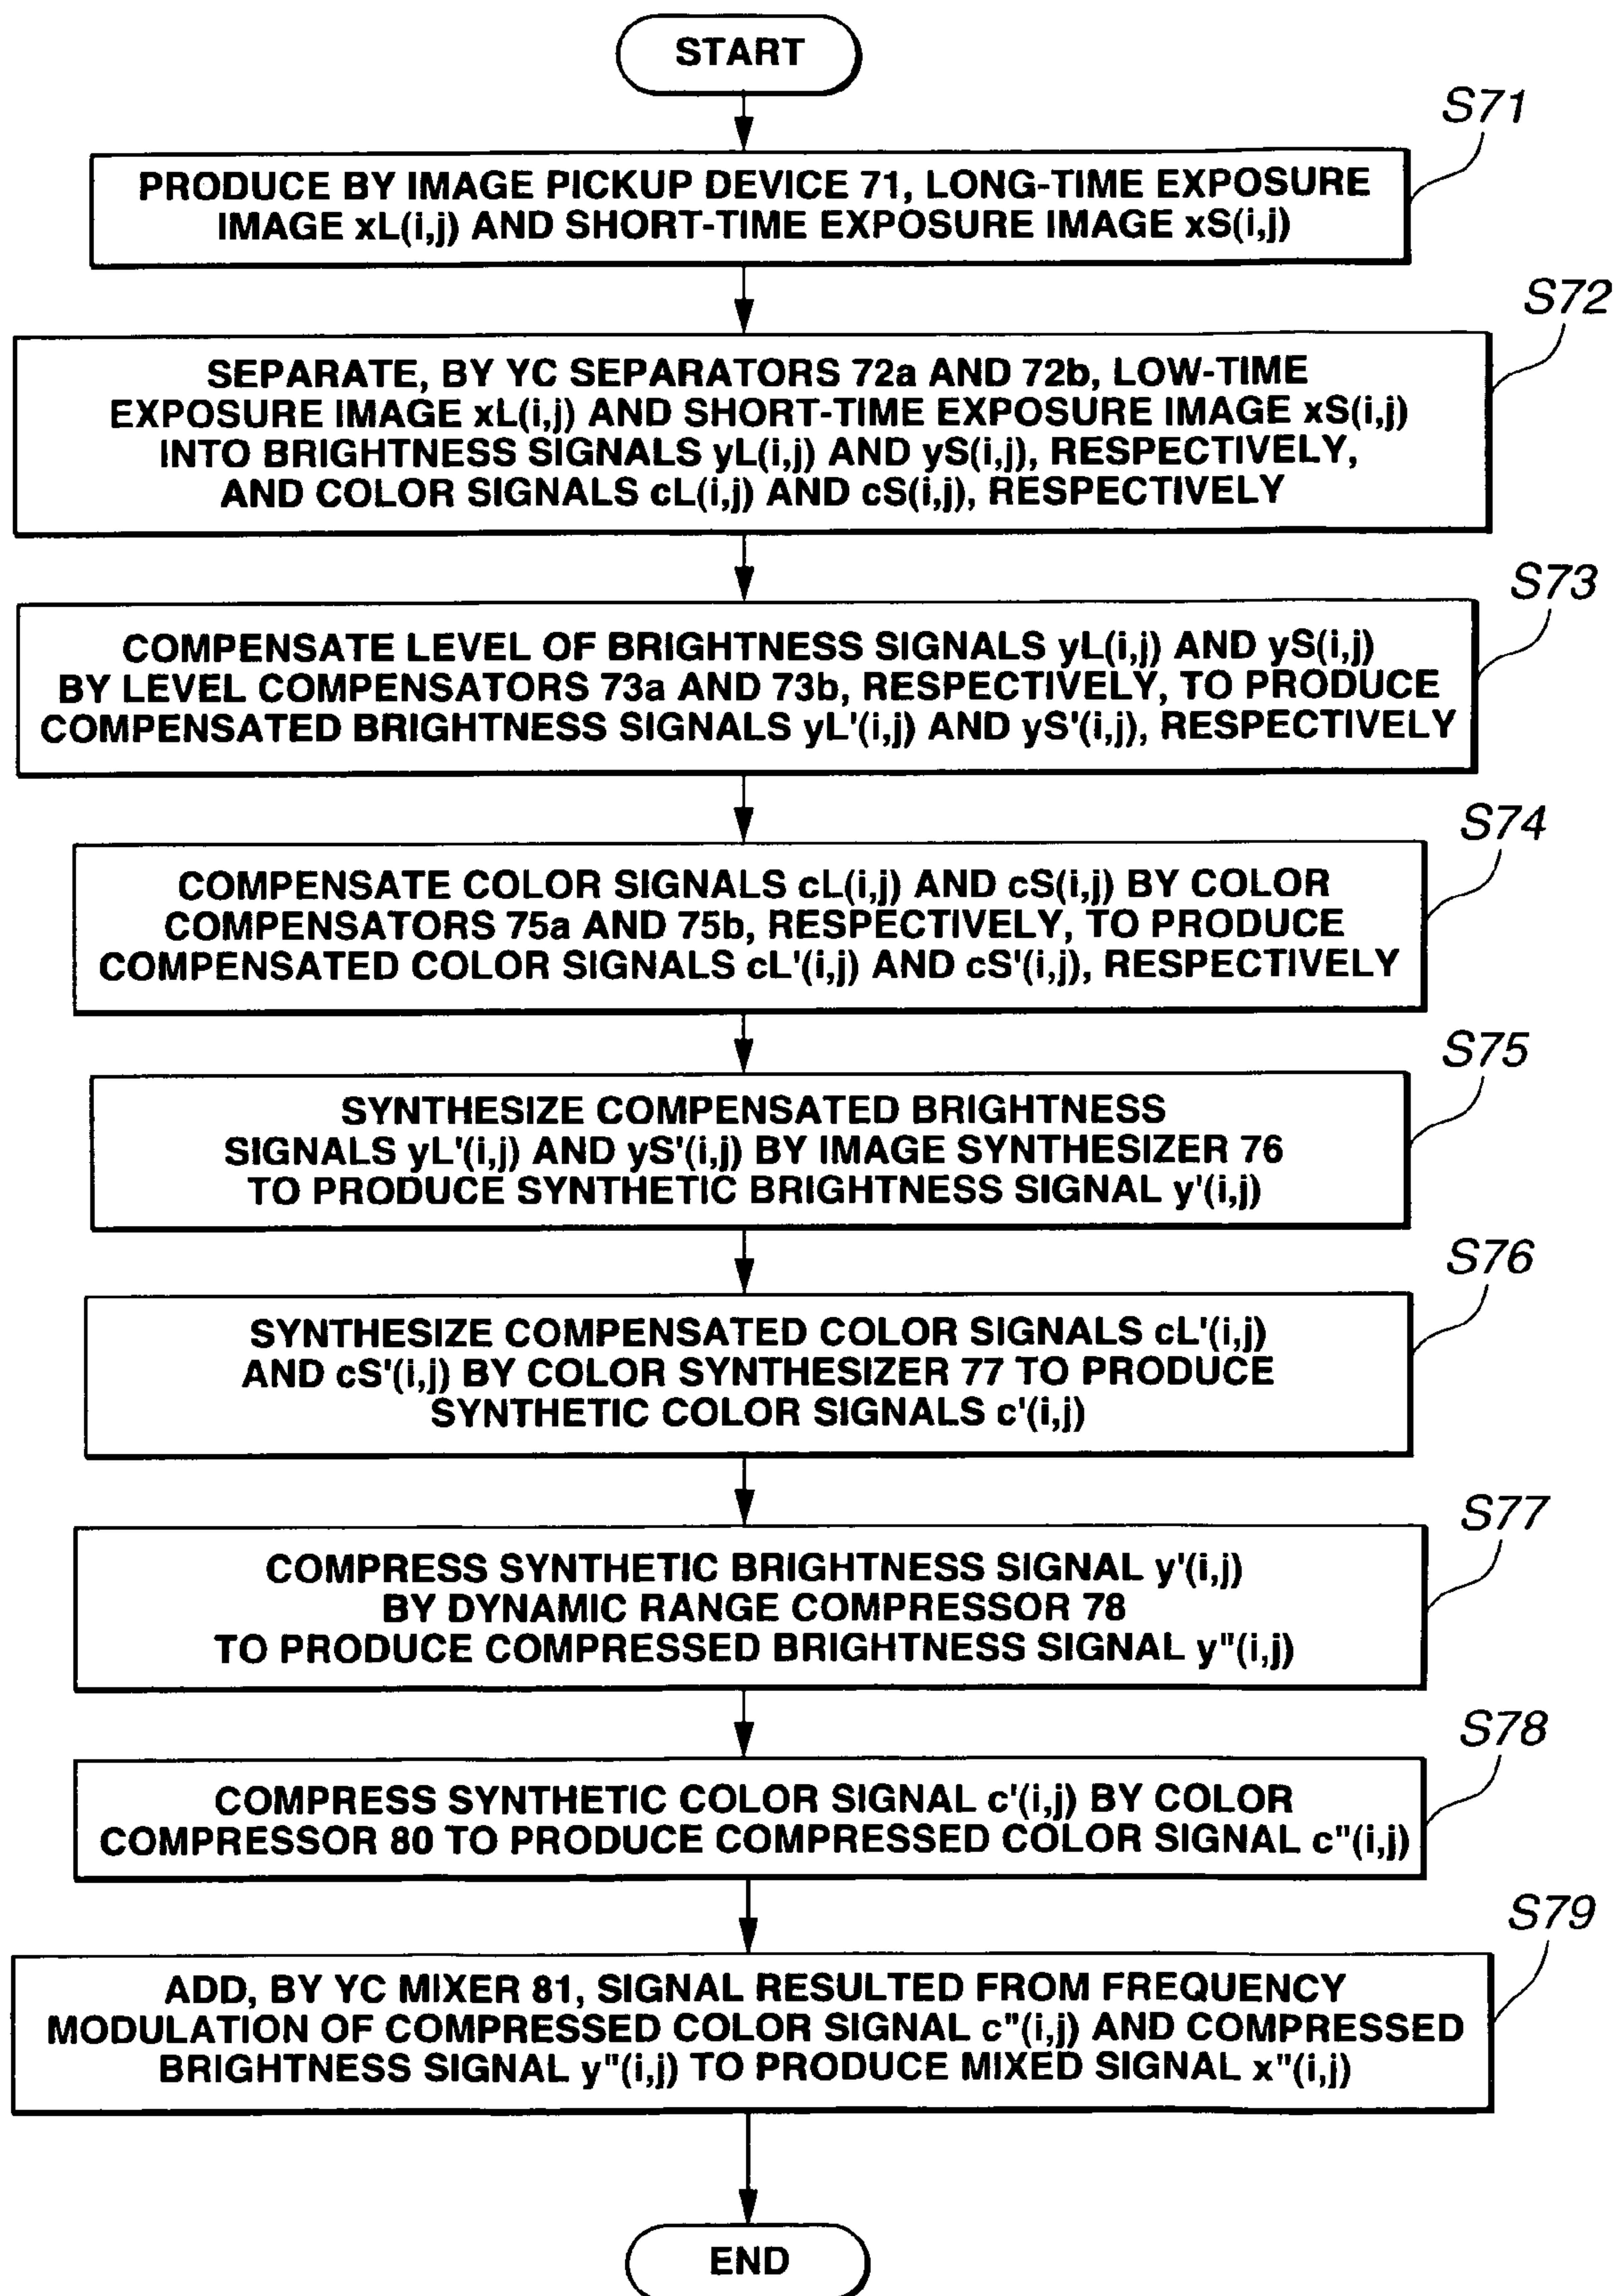 START
S71
PRODUCE BY IMAGE PICKUP DEVICE 71, LONG-TIME EXPOSURE
IMAGE xL(i,j) AND SHORT-TIME EXPOSURE IMAGE xS(i,j)
S72
SEPARATE, BY YC SEPARATORS 72a AND 72b, LOW-TIME
EXPOSURE IMAGE xL(i,j) AND SHORT-TIME EXPOSURE IMAGE xS(i,j)
INTO BRIGHTNESS SIGNALS yL(i,j) AND yS(i,j), RESPECTIVELY,
AND COLOR SIGNALS cL(i,j) AND cS(i,j), RESPECTIVELY
S73
COMPENSATE LEVEL OF BRIGHTNESS SIGNALS yL(i,j) AND yS(i,j)
BY LEVEL COMPENSATORS 73a AND 73b, RESPECTIVELY, TO PRODUCE
COMPENSATED BRIGHTNESS SIGNALS yL'(i,j) AND yS'(i,j), RESPECTIVELY
S74
COMPENSATE COLOR SIGNALS cL(i,j) AND cS(i,j) BY COLOR
COMPENSATORS 75a AND 75b, RESPECTIVELY, TO PRODUCE
COMPENSATED COLOR SIGNALS cL'(i,j) AND cS'(i,j), RESPECTIVELY
S75
SYNTHESIZE COMPENSATED BRIGHTNESS
SIGNALS yL'(i,j) AND yS'(i,j) BY IMAGE SYNTHESIZER 76
TO PRODUCE SYNTHETIC BRIGHTNESS SIGNAL y'(i,j)
S76
SYNTHESIZE COMPENSATED COLOR SIGNALS cL'(i,j)
AND cS'(i,j) BY COLOR SYNTHESIZER 77 TO PRODUCE
SYNTHETIC COLOR SIGNALS c'(i,j)
S77
COMPRESS SYNTHETIC BRIGHTNESS SIGNAL y'(i,j)
BY DYNAMIC RANGE COMPRESSOR 78
TO PRODUCE COMPRESSED BRIGHTNESS SIGNAL y"(i,j)
S78
COMPRESS SYNTHETIC COLOR SIGNAL c'(i,j) BY COLOR
COMPRESSOR 80 TO PRODUCE COMPRESSED COLOR SIGNAL c"(i,j)
S79
ADD, BY YC MIXER 81, SIGNAL RESULTED FROM FREQUENCY
MODULATION OF COMPRESSED COLOR SIGNAL c"(i,j) AND COMPRESSED
BRIGHTNESS SIGNAL y"(i,j) TO PRODUCE MIXED SIGNAL x"(i,j)
END